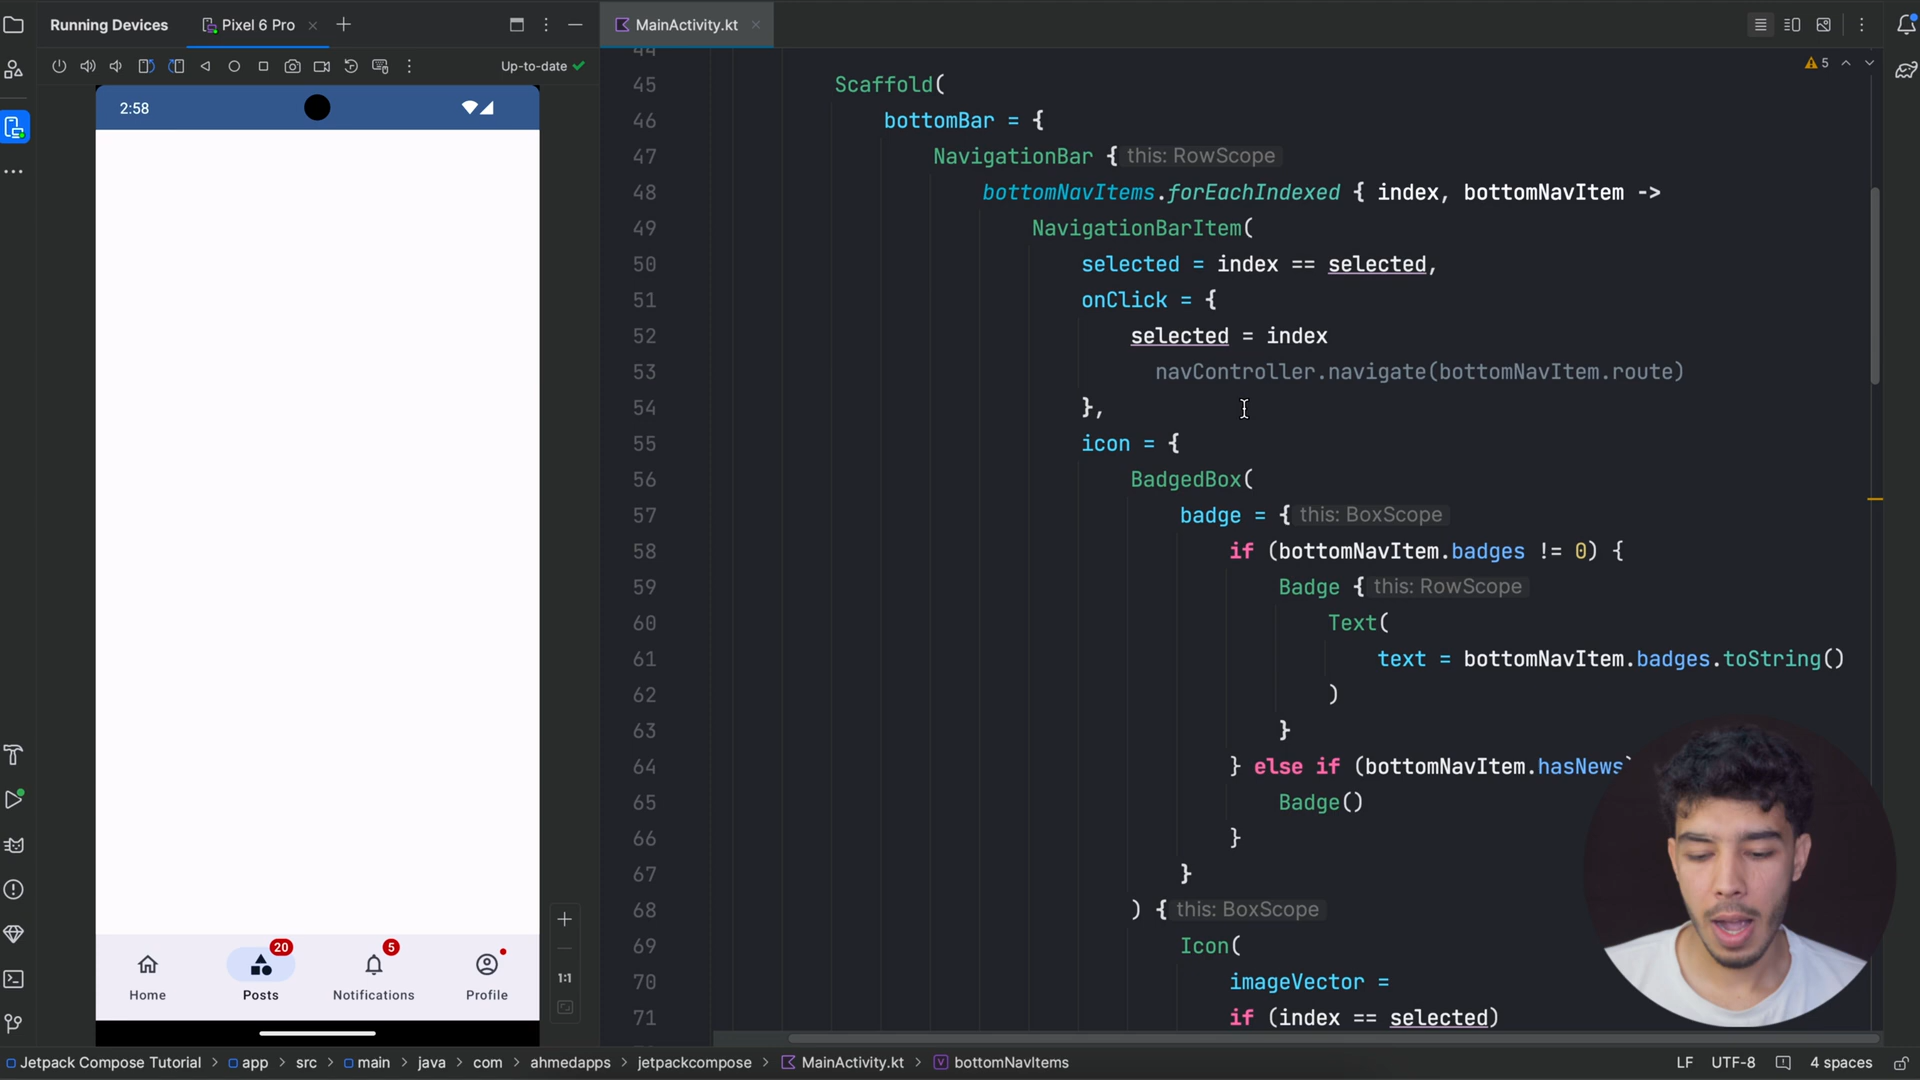 Running Devices
Pixel 6 Pro
MainActivity.kt
Up-to-date
5
2:58
44
45 Scaffold(
46 bottomBar = {
47 NavigationBar { this: RowScope
48 bottomNavItems.forEachIndexed { index, bottomNavItem ->
49 NavigationBarItem(
50 selected = index == selected,
51 onClick = {
52 selected = index
53 navController.navigate(bottomNavItem.route)
54 },
55 icon = {
56 BadgedBox(
57 badge = { this: BoxScope
58 if (bottomNavItem.badges != 0) {
59 Badge { this: RowScope
60 Text(
61 text = bottomNavItem.badges.toString()
62 )
63 }
64 } else if (bottomNavItem.hasNews
65 Badge()
66 }
67 }
68 ) { this: BoxScope
69 Icon(
70 imageVector =
71 if (index == selected)
20
5
Home
Posts
Notifications
Profile
1:1
Jetpack Compose Tutorial > app > src > main > java > com > ahmedapps > jetpackcompose > MainActivity.kt > bottomNavItems
LF
UTF-8
4 spaces